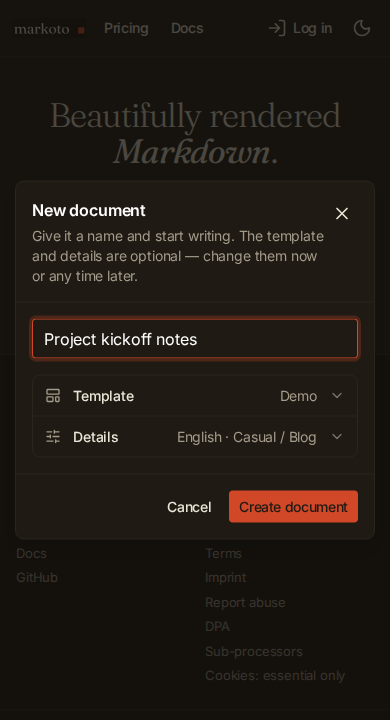 markoto
Pricing
Docs
Log in
Beautifully rendered
Markdown.
New document
Give it a name and start writing. The template
and details are optional — change them now
or any time later.
Project kickoff notes
Template
Demo
Details
English · Casual / Blog
Cancel
Create document
Docs
Terms
GitHub
Imprint
Report abuse
DPA
Sub-processors
Cookies: essential only